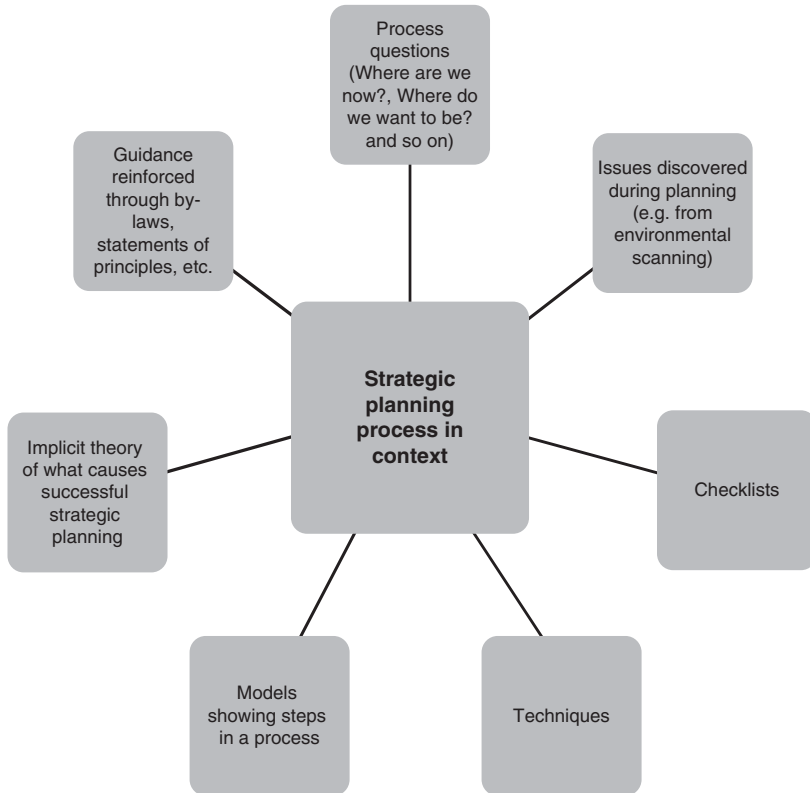 Process
questions
(Where are we
now?, Where do
we want to be?
and so on)
Guidance
reinforced
through by-
laws,
statements of
principles, etc.
Issues discovered
during planning
(e.g. from
environmental
scanning)
Strategic
planning
process in
context
Implicit theory
of what causes
successful
strategic
planning
Checklists
Models
showing steps
in a process
Techniques